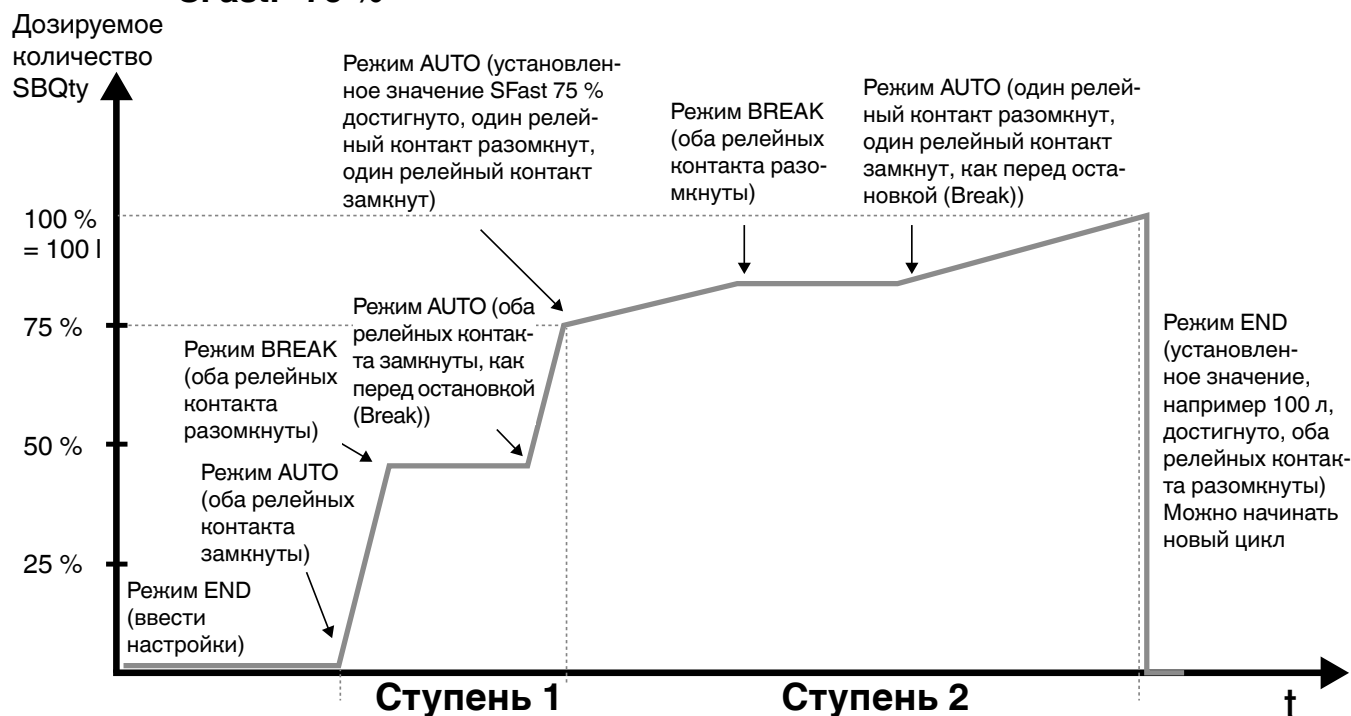 Дозируемое
количество
SBQty
Режим AUTO (установлен-
ное значение SFast 75 %
достигнуто, один релей-
ный контакт разомкнут,
один релейный контакт
замкнут)
Режим BREAK
(оба релейных
контакта разо-
мкнуты)
Режим AUTO (один релей-
ный контакт разомкнут,
один релейный контакт
замкнут, как перед оста-
новкой (Break))
100 %
= 100 l
75 %
50 %
25 %
Режим AUTO (оба
релейных контак-
та замкнуты, как
перед остановкой
(Break))
Режим BREAK
(оба релейных
контакта
разомкнуты)
Режим AUTO
(оба релейных
контакта
замкнуты)
Режим END
(ввести
настройки)
Режим END
(установлен-
ное значение,
например 100 л,
достигнуто, оба
релейных контак-
та разомкнуты)
Можно начинать
новый цикл
Ступень 1
Ступень 2
t